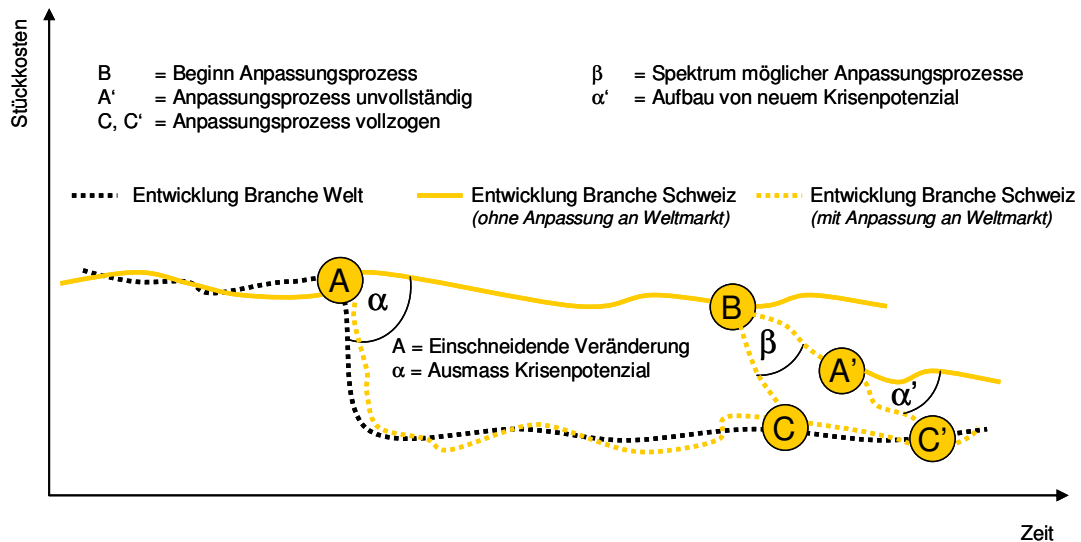 Stückkosten
B = Beginn Anpassungsprozess
A‘ = Anpassungsprozess unvollständig
C, C‘ = Anpassungsprozess vollzogen
β = Spektrum möglicher Anpassungsprozesse
α‘ = Aufbau von neuem Krisenpotenzial
Entwicklung Branche Welt
Entwicklung Branche Schweiz
(ohne Anpassung an Weltmarkt)
Entwicklung Branche Schweiz
(mit Anpassung an Weltmarkt)
A
α
B
β
A'
α'
A = Einschneidende Veränderung
α = Ausmass Krisenpotenzial
C
C'
Zeit